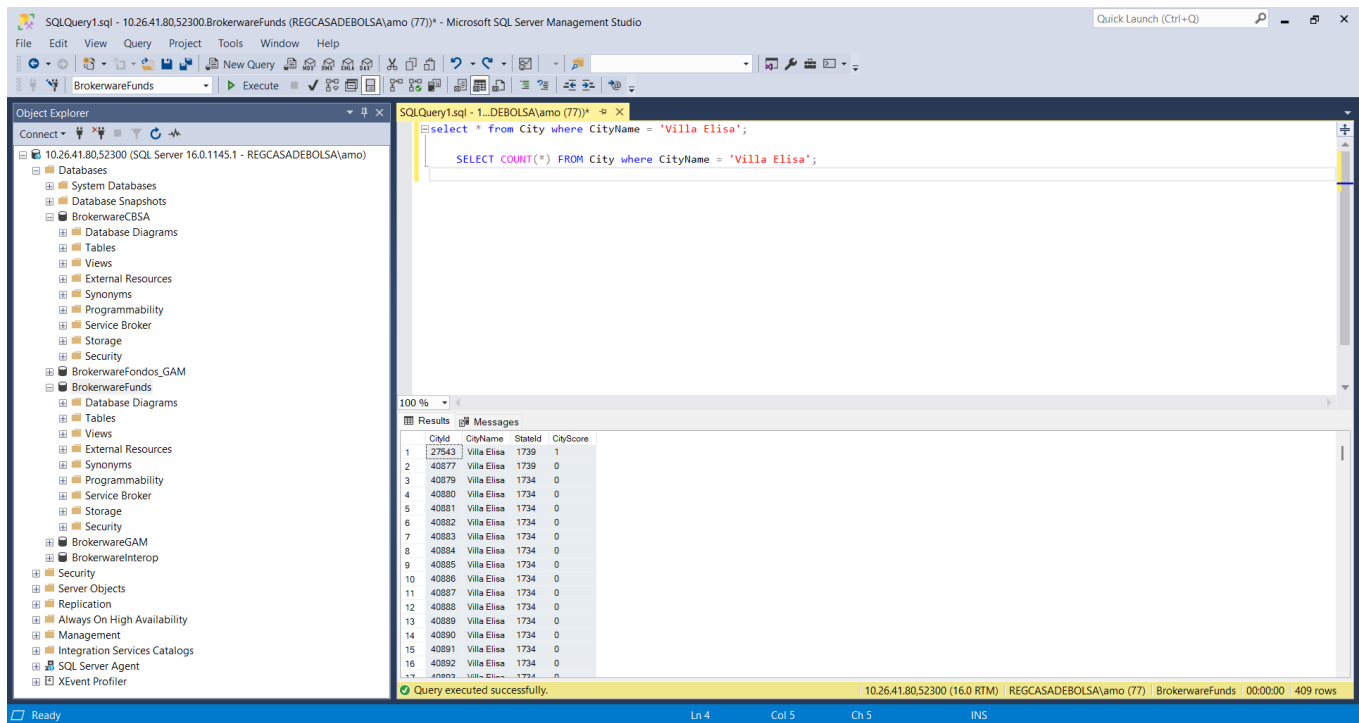 SQLQuery1.sql - 10.26.41.80,52300.BrokerwareFunds (REGCASADEBOLSA\amo (77))* - Microsoft SQL Server Management Studio
Quick Launch (Ctrl+Q)
File Edit View Query Project Tools Window Help
New Query
BrokerwareFunds
Execute
Object Explorer
SQLQuery1.sql - 1...DEBOLSA\amo (77))*
Connect
10.26.41.80,52300 (SQL Server 16.0.1145.1 - REGCASADEBOLSA\amo)
Databases
System Databases
Database Snapshots
BrokerwareCBSA
Database Diagrams
Tables
Views
External Resources
Synonyms
Programmability
Service Broker
Storage
Security
BrokerwareFondos_GAM
BrokerwareFunds
Database Diagrams
Tables
Views
External Resources
Synonyms
Programmability
Service Broker
Storage
Security
BrokerwareGAM
BrokerwareInterop
Security
Server Objects
Replication
Always On High Availability
Management
Integration Services Catalogs
SQL Server Agent
XEvent Profiler
select * from City where CityName = 'Villa Elisa';
SELECT COUNT(*) FROM City where CityName = 'Villa Elisa';
100 %
Results Messages
CityId CityName StateId CityScore
1 27543 Villa Elisa 1739 1
2 40877 Villa Elisa 1739 0
3 40879 Villa Elisa 1734 0
4 40880 Villa Elisa 1734 0
5 40881 Villa Elisa 1734 0
6 40882 Villa Elisa 1734 0
7 40883 Villa Elisa 1734 0
8 40884 Villa Elisa 1734 0
9 40885 Villa Elisa 1734 0
10 40886 Villa Elisa 1734 0
11 40887 Villa Elisa 1734 0
12 40888 Villa Elisa 1734 0
13 40889 Villa Elisa 1734 0
14 40890 Villa Elisa 1734 0
15 40891 Villa Elisa 1734 0
16 40892 Villa Elisa 1734 0
17 40893 Villa Elisa 1734 0
Query executed successfully.
10.26.41.80,52300 (16.0 RTM) REGCASADEBOLSA\amo (77) BrokerwareFunds 00:00:00 409 rows
Ready Ln 4 Col 5 Ch 5 INS